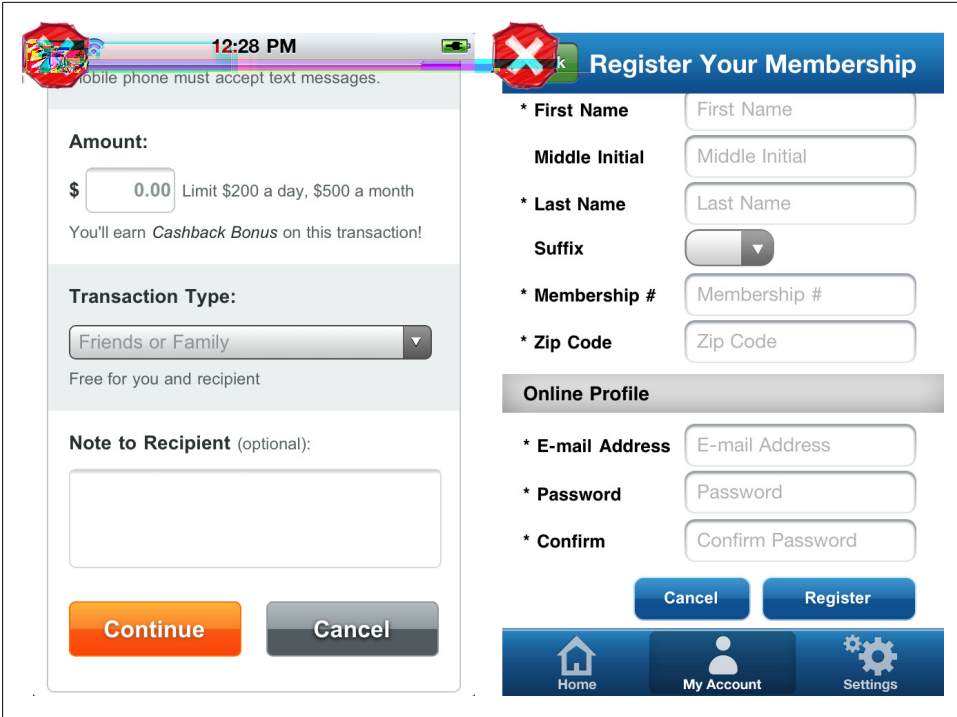 12:28 PM
phone must accept text messages.
Amount:
$ 0.00 Limit $200 a day, $500 a month
You'll earn Cashback Bonus on this transaction!
Transaction Type:
Friends or Family
Free for you and recipient
Note to Recipient (optional):
Continue Cancel
Register Your Membership
* First Name First Name
Middle Initial Middle Initial
* Last Name Last Name
Suffix
* Membership # Membership #
* Zip Code Zip Code
Online Profile
* E-mail Address E-mail Address
* Password Password
* Confirm Confirm Password
Cancel Register
Home My Account Settings